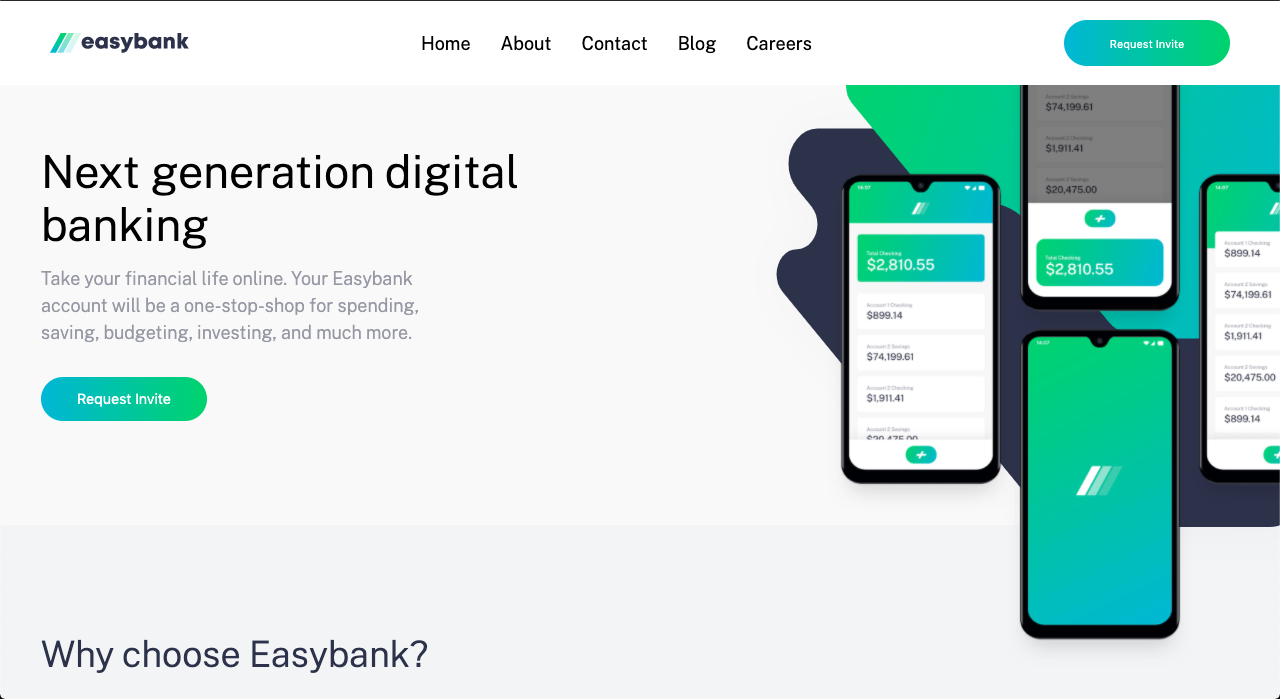 easybank
Home About Contact Blog Careers
Request Invite
Next generation digital
banking
Take your financial life online. Your Easybank
account will be a one-stop-shop for spending,
saving, budgeting, investing, and much more.
Request Invite
14:07
Total Checking
$2,810.55
Account 1 Checking
$899.14
Account 2 Savings
$74,199.61
Account 2 Checking
$1,911.41
Account 2 Savings
$20,475.00
Account 2 Savings
$74,199.61
Account 2 Checking
$1,911.41
Account 2 Savings
$20,475.00
Total Checking
$2,810.55
14:07
14:07
Account 1 Checking
$899.14
Account 2 Savings
$74,199.61
Account 2 Checking
$1,911.41
Account 2 Savings
$20,475.00
Account 1 Checking
$899.14
Why choose Easybank?